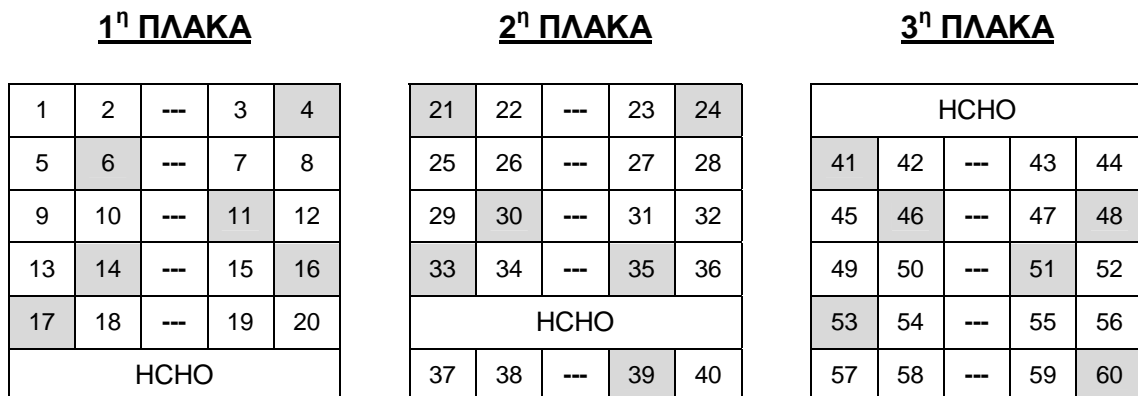 1η ΠΛΑΚΑ
1 2 --- 3 4
5 6 --- 7 8
9 10 --- 11 12
13 14 --- 15 16
17 18 --- 19 20
HCHO
2η ΠΛΑΚΑ
21 22 --- 23 24
25 26 --- 27 28
29 30 --- 31 32
33 34 --- 35 36
HCHO
37 38 --- 39 40
3η ΠΛΑΚΑ
HCHO
41 42 --- 43 44
45 46 --- 47 48
49 50 --- 51 52
53 54 --- 55 56
57 58 --- 59 60